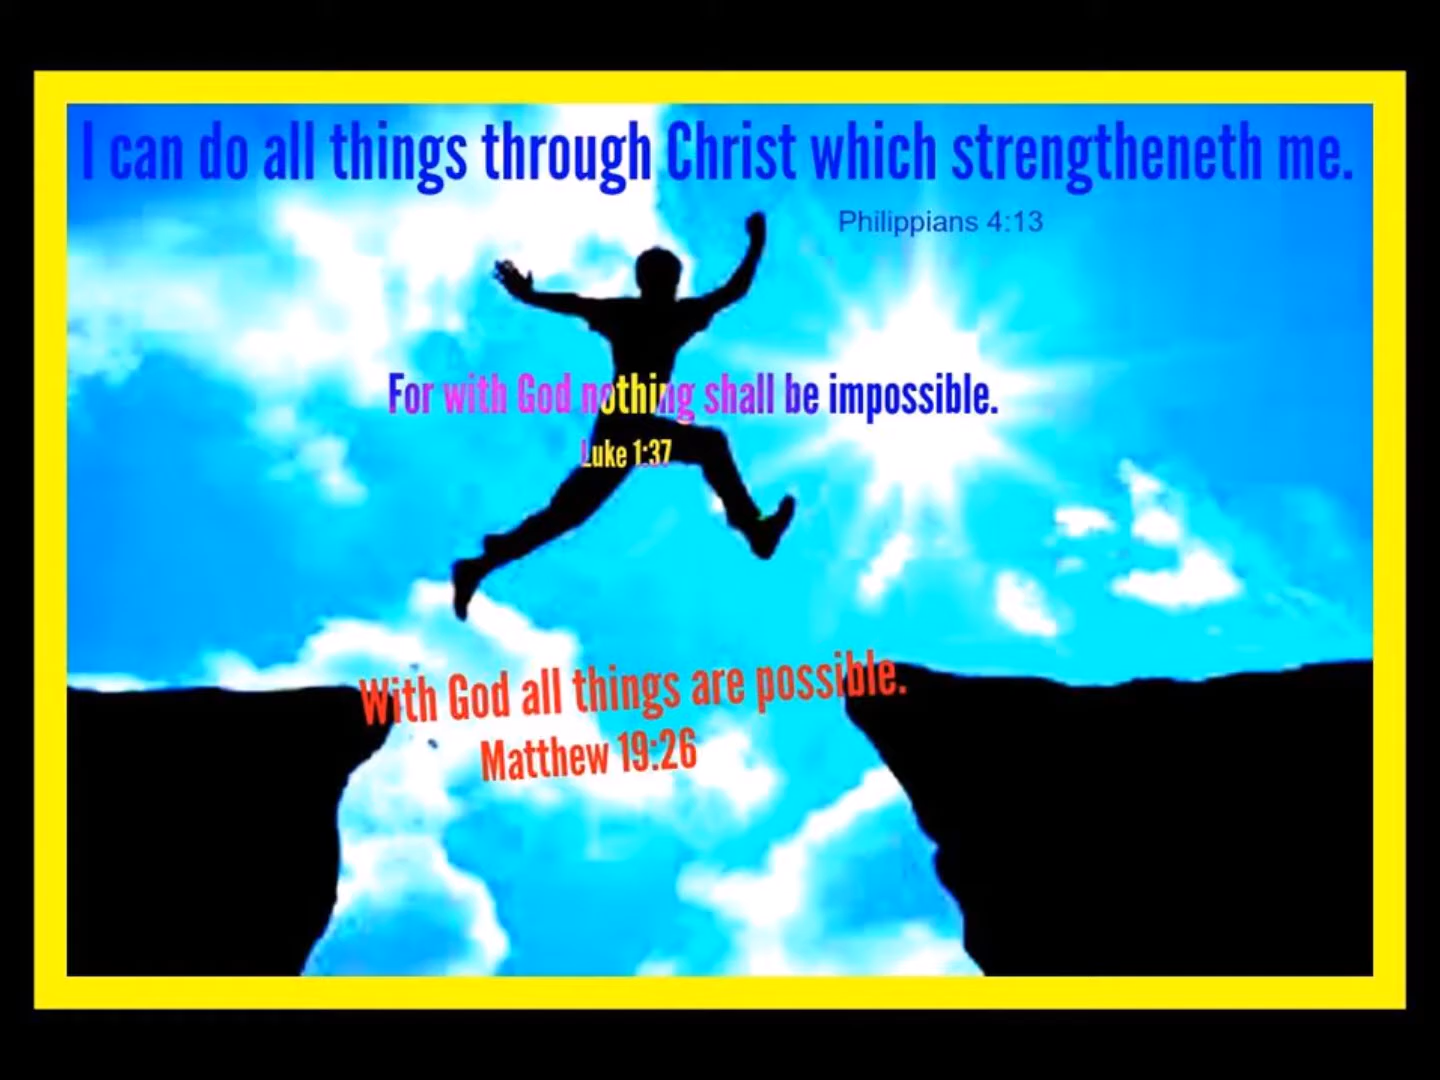 I can do all things through Christ which strengtheneth me.
Philippians 4:13
For with God nothing shall be impossible.
Luke 1:37
With God all things are possible.
Matthew 19:26